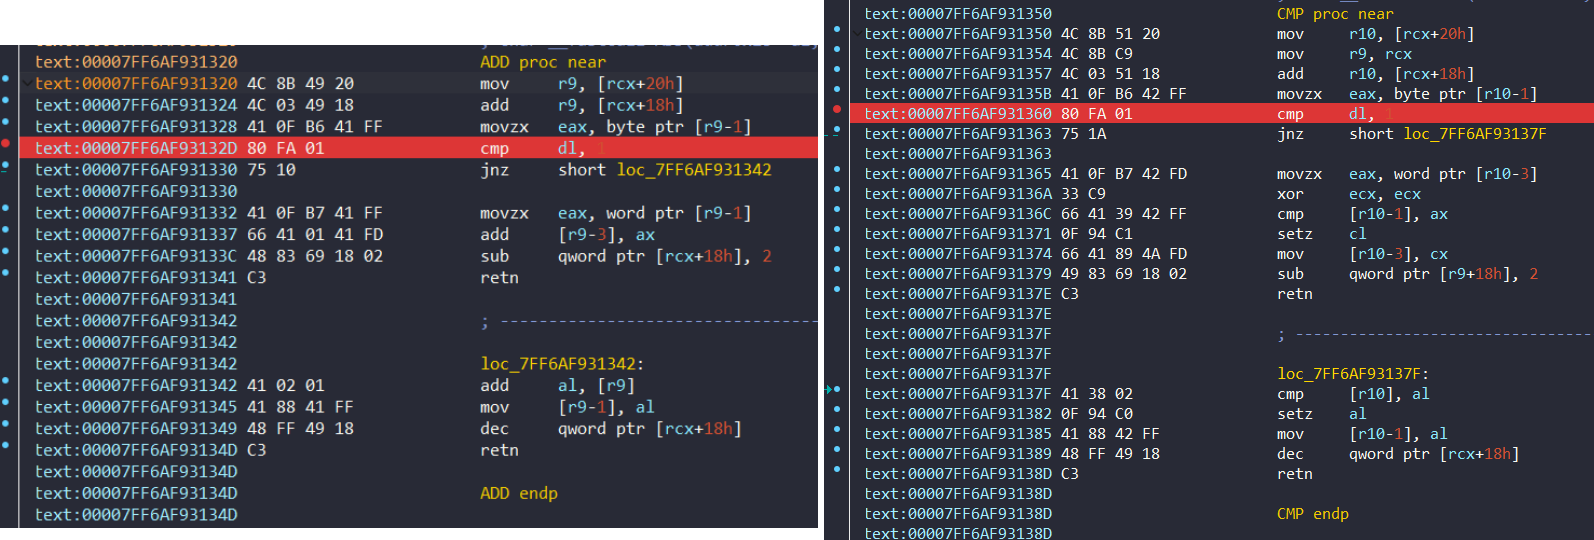 text:00007FF6AF931320 ADD proc near
text:00007FF6AF931320 4C 8B 49 20 mov r9, [rcx+20h]
text:00007FF6AF931324 4C 03 49 18 add r9, [rcx+18h]
text:00007FF6AF931328 41 0F B6 41 FF movzx eax, byte ptr [r9-1]
text:00007FF6AF93132D 80 FA 01 cmp dl, 1
text:00007FF6AF931330 75 10 jnz short loc_7FF6AF931342
text:00007FF6AF931330
text:00007FF6AF931332 41 0F B7 41 FF movzx eax, word ptr [r9-1]
text:00007FF6AF931337 66 41 01 41 FD add [r9-3], ax
text:00007FF6AF93133C 48 83 69 18 02 sub qword ptr [rcx+18h], 2
text:00007FF6AF931341 C3 retn
text:00007FF6AF931341
text:00007FF6AF931342 ; ---------------------------------
text:00007FF6AF931342
text:00007FF6AF931342 loc_7FF6AF931342:
text:00007FF6AF931342 41 02 01 add al, [r9]
text:00007FF6AF931345 41 88 41 FF mov [r9-1], al
text:00007FF6AF931349 48 FF 49 18 dec qword ptr [rcx+18h]
text:00007FF6AF93134D C3 retn
text:00007FF6AF93134D
text:00007FF6AF93134D ADD endp
text:00007FF6AF93134D
text:00007FF6AF931350 CMP proc near
text:00007FF6AF931350 4C 8B 51 20 mov r10, [rcx+20h]
text:00007FF6AF931354 4C 8B C9 mov r9, rcx
text:00007FF6AF931357 4C 03 51 18 add r10, [rcx+18h]
text:00007FF6AF93135B 41 0F B6 42 FF movzx eax, byte ptr [r10-1]
text:00007FF6AF931360 80 FA 01 cmp dl, 1
text:00007FF6AF931363 75 1A jnz short loc_7FF6AF93137F
text:00007FF6AF931363
text:00007FF6AF931365 41 0F B7 42 FD movzx eax, word ptr [r10-3]
text:00007FF6AF93136A 33 C9 xor ecx, ecx
text:00007FF6AF93136C 66 41 39 42 FF cmp [r10-1], ax
text:00007FF6AF931371 0F 94 C1 setz cl
text:00007FF6AF931374 66 41 89 4A FD mov [r10-3], cx
text:00007FF6AF931379 49 83 69 18 02 sub qword ptr [r9+18h], 2
text:00007FF6AF93137E C3 retn
text:00007FF6AF93137E
text:00007FF6AF93137F ; ---------------------------------
text:00007FF6AF93137F
text:00007FF6AF93137F loc_7FF6AF93137F:
text:00007FF6AF93137F 41 38 02 cmp [r10], al
text:00007FF6AF931382 0F 94 C0 setz al
text:00007FF6AF931385 41 88 42 FF mov [r10-1], al
text:00007FF6AF931389 48 FF 49 18 dec qword ptr [rcx+18h]
text:00007FF6AF93138D C3 retn
text:00007FF6AF93138D
text:00007FF6AF93138D CMP endp
text:00007FF6AF93138D